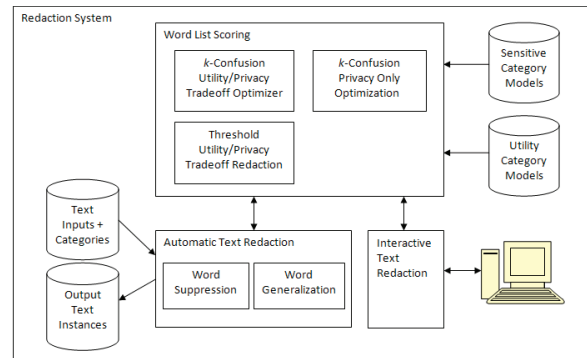 Redaction System
Word List Scoring
k-Confusion
Utility/Privacy
Tradeoff Optimizer
k-Confusion
Privacy Only
Optimization
Threshold
Utility/Privacy
Tradeoff Redaction
Sensitive
Category
Models
Utility
Category
Models
Text
Inputs +
Categories
Output
Text
Instances
Automatic Text Redaction
Word
Suppression
Word
Generalization
Interactive
Text
Redaction